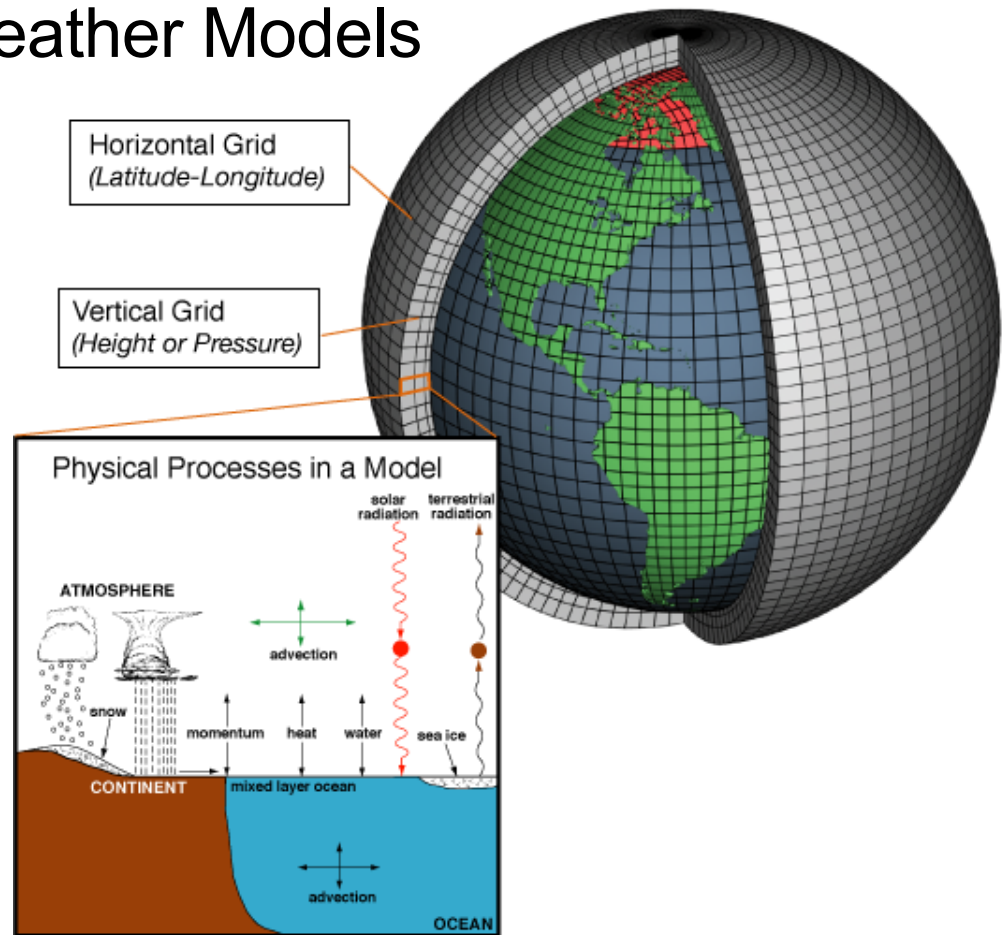 eather Models
Horizontal Grid
(Latitude-Longitude)
Vertical Grid
(Height or Pressure)
Physical Processes in a Model
solar
radiation
terrestrial
radiation
ATMOSPHERE
advection
snow
momentum
heat
water
sea ice
CONTINENT
mixed layer ocean
advection
OCEAN